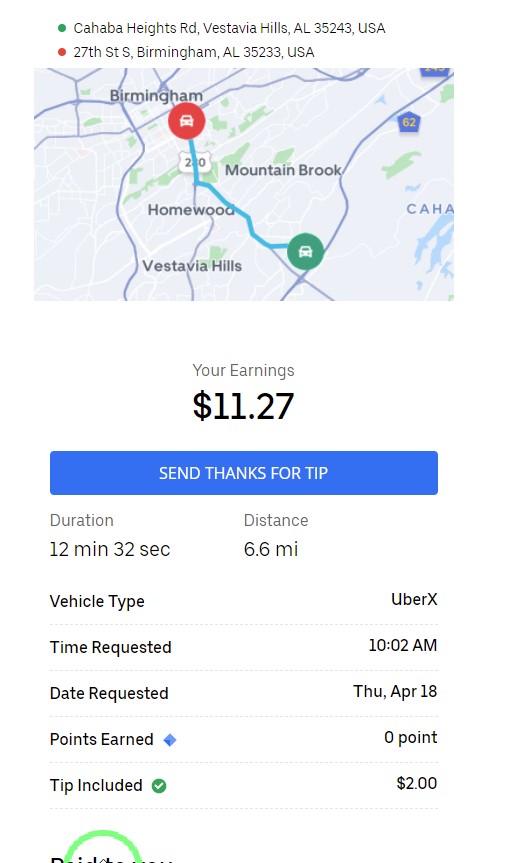 Cahaba Heights Rd, Vestavia Hills, AL 35243, USA
27th St S, Birmingham, AL 35233, USA
Birmingham
62
280
Mountain Brook
Homewood
CAHA
Vestavia Hills
Your Earnings
$11.27
SEND THANKS FOR TIP
Duration Distance
12 min 32 sec 6.6 mi
Vehicle Type UberX
Time Requested 10:02 AM
Date Requested Thu, Apr 18
Points Earned 0 point
Tip Included $2.00
Paid to you